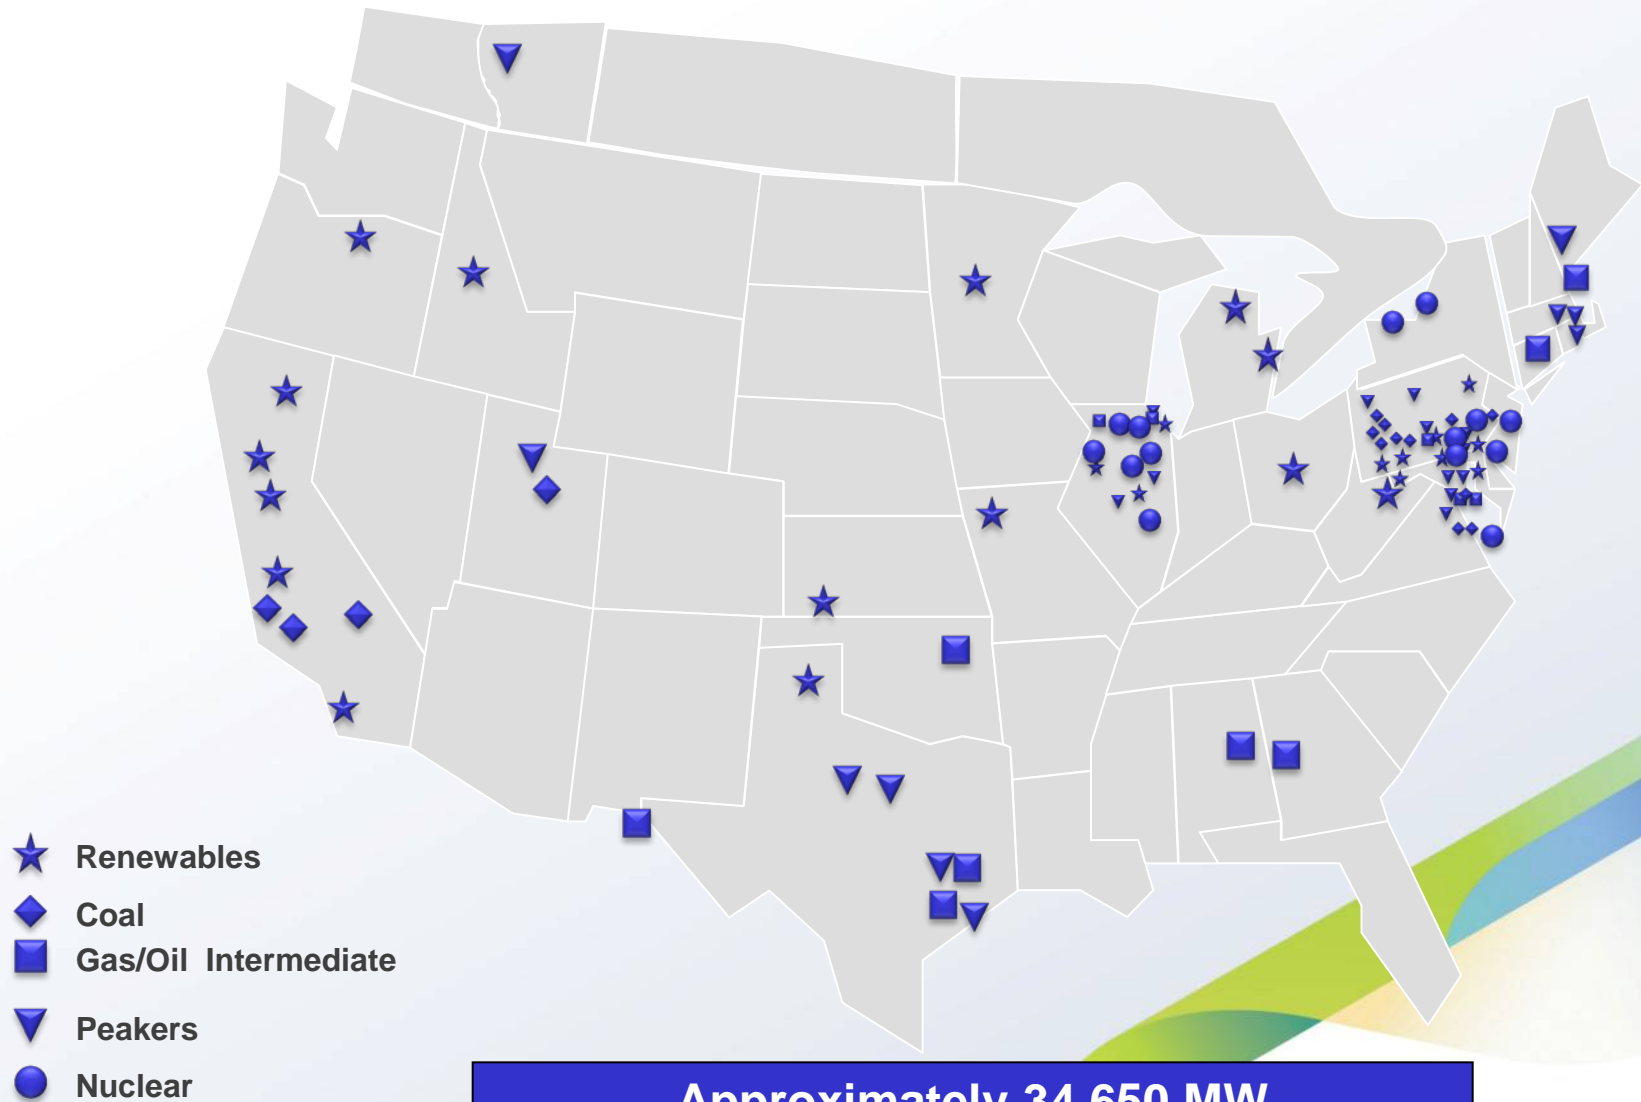 Renewables
Coal
Gas/Oil Intermediate
Peakers
Nuclear
Approximately 34,650 MW